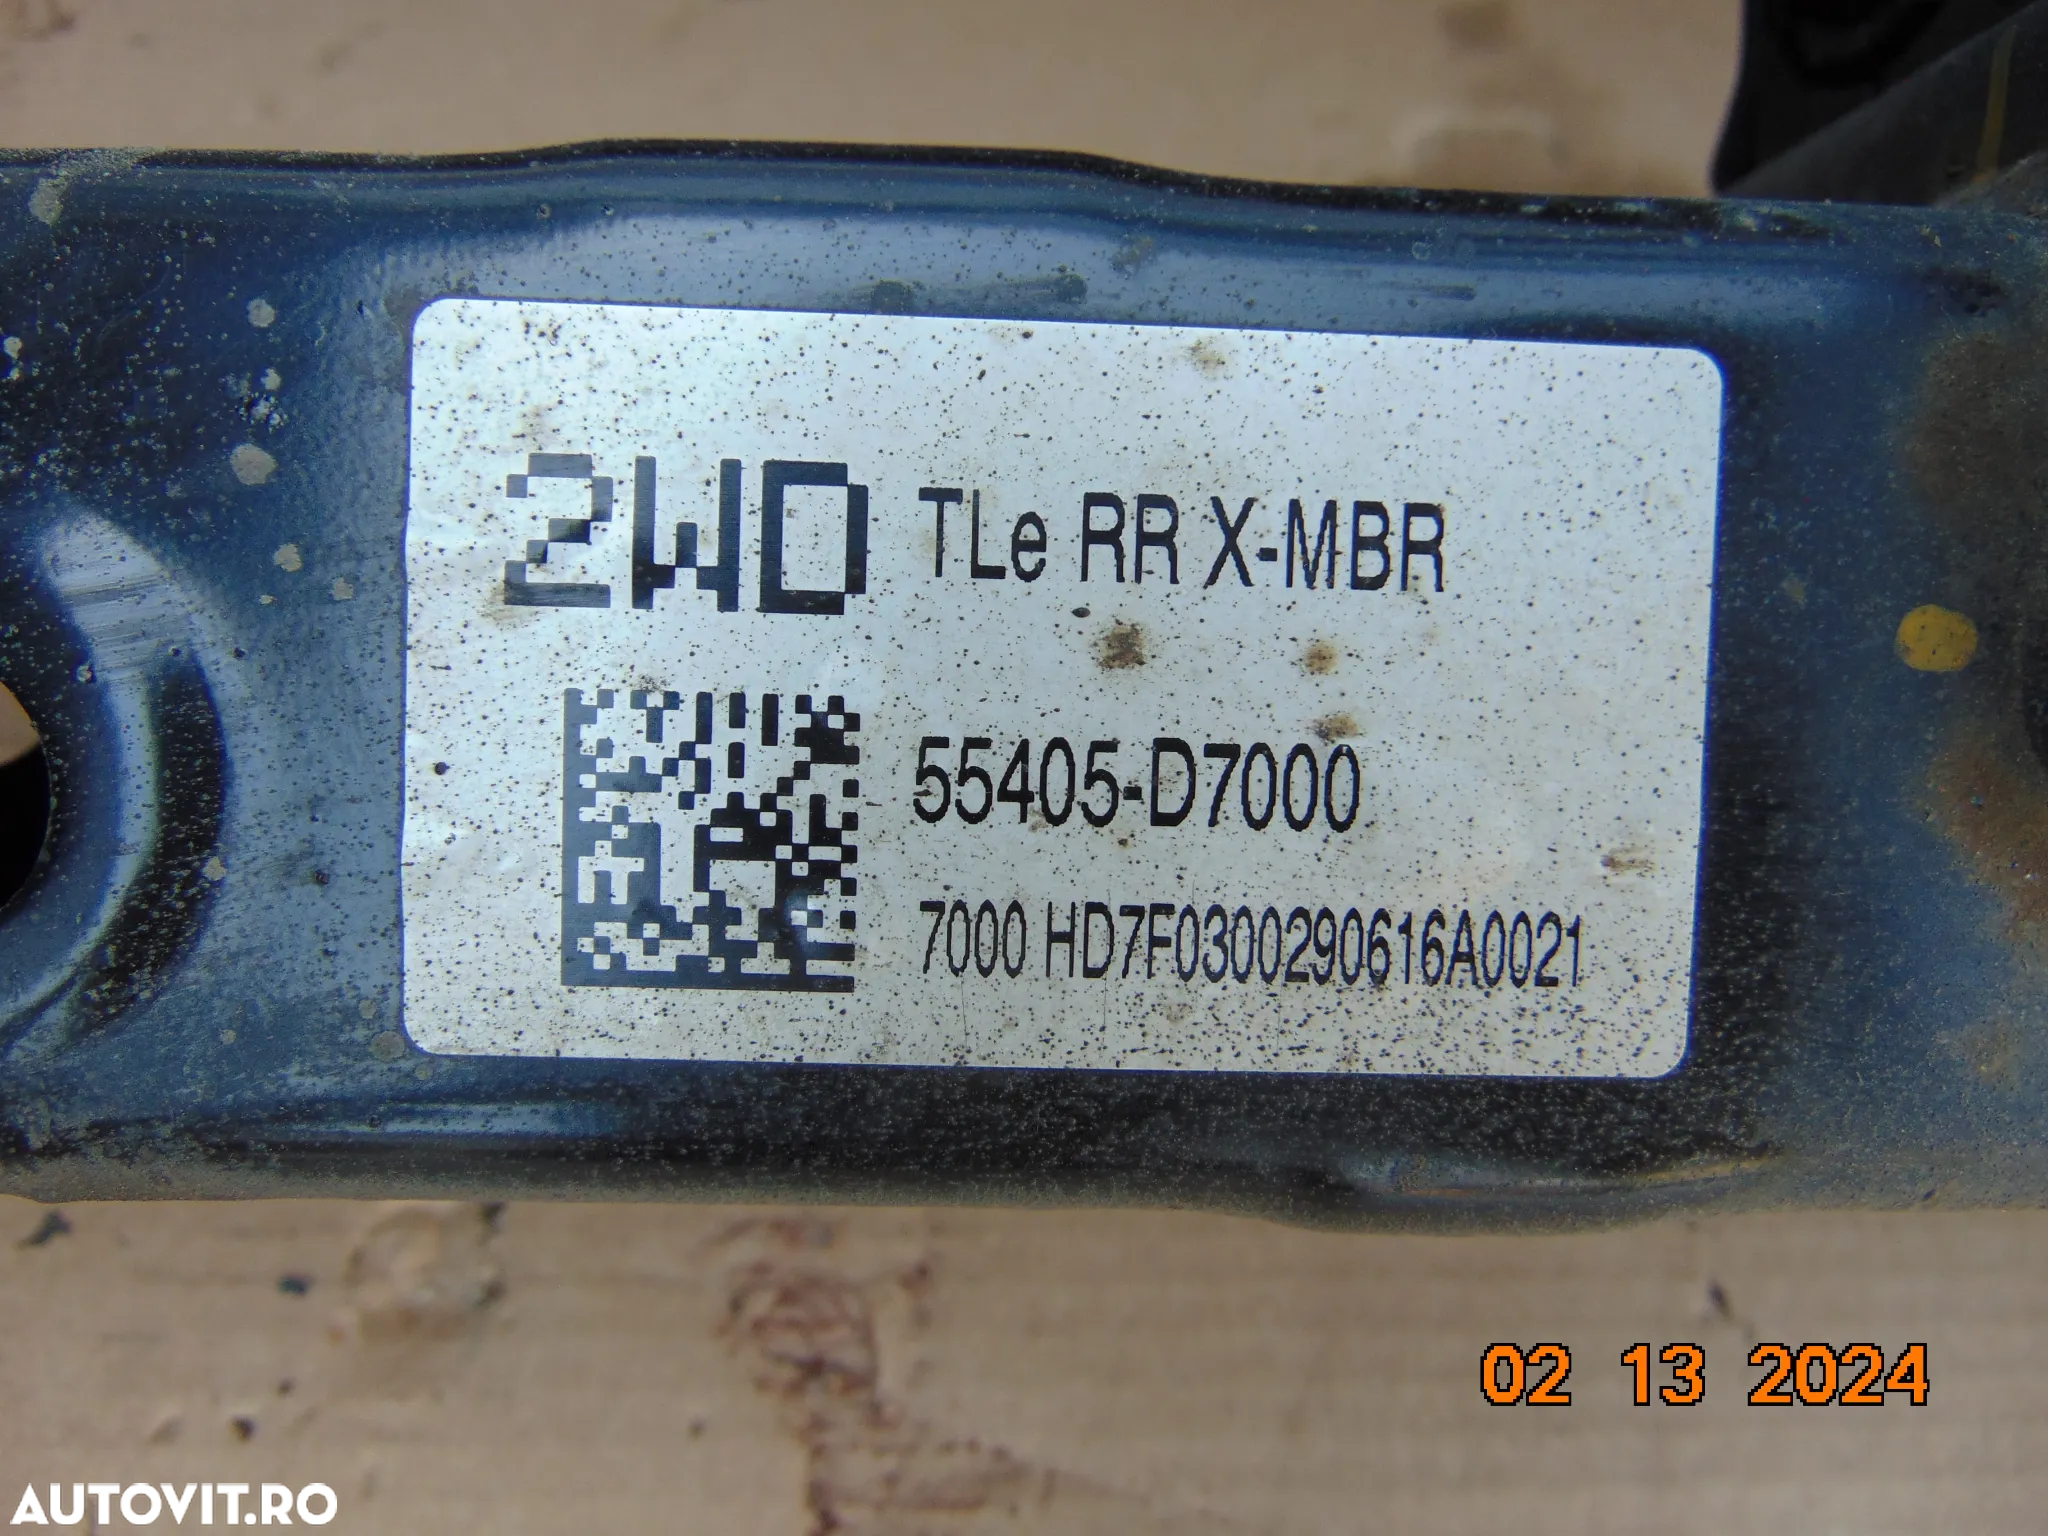 2WD TLe RR X-MBR
55405-D7000
7000 HD7F0300290616A0021
02 13 2024
AUTOVIT.RO